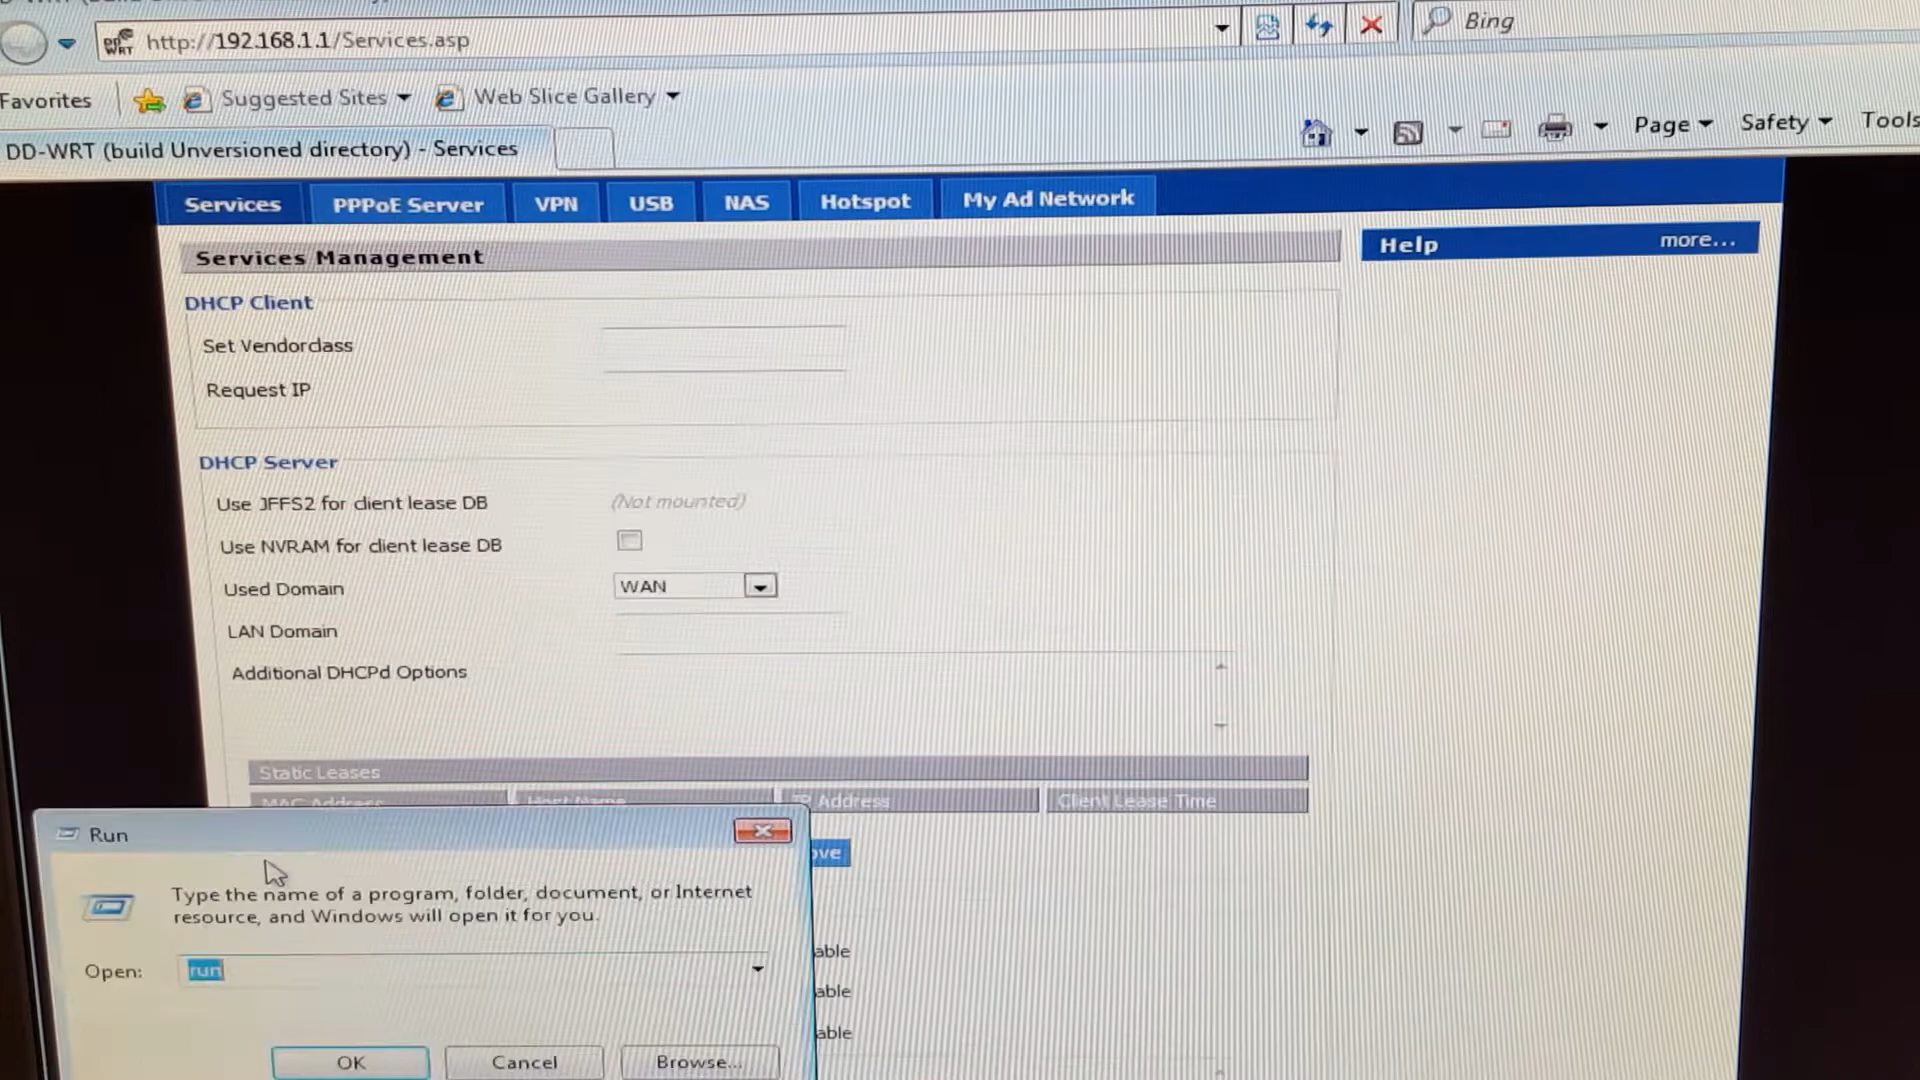 http://192.168.1.1/Services.asp
Bing
Favorites
Suggested Sites
Web Slice Gallery
DD-WRT (build Unversioned directory) - Services
Page
Safety
Tools
Services
PPPoE Server
VPN
USB
NAS
Hotspot
My Ad Network
Services Management
Help
more...
DHCP Client
Set Vendorclass
Request IP
DHCP Server
Use JFFS2 for client lease DB
(Not mounted)
Use NVRAM for client lease DB
Used Domain
WAN
LAN Domain
Additional DHCPd Options
Static Leases
MAC Address
Host Name
IP Address
Client Lease Time
ove
Run
Type the name of a program, folder, document, or Internet
resource, and Windows will open it for you.
Open:
run
able
able
able
OK
Cancel
Browse...